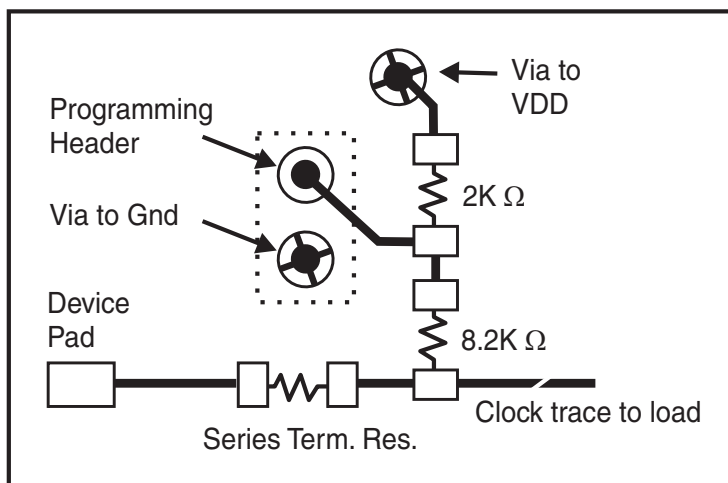 Via to
VDD
Programming
Header
2K Ω
Via to Gnd
Device
Pad
8.2K Ω
Clock trace to load
Series Term. Res.